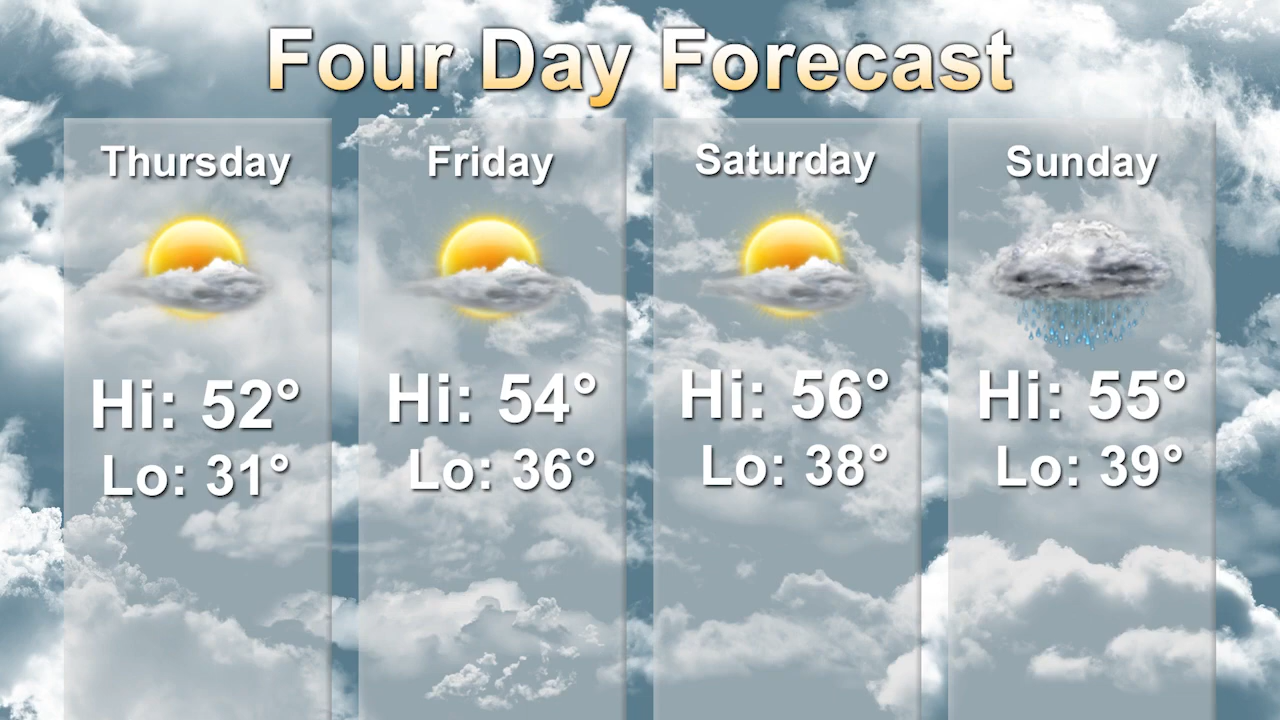 Four Day Forecast
Thursday
Hi: 52°
Lo: 31°
Friday
Hi: 54°
Lo: 36°
Saturday
Hi: 56°
Lo: 38°
Sunday
Hi: 55°
Lo: 39°